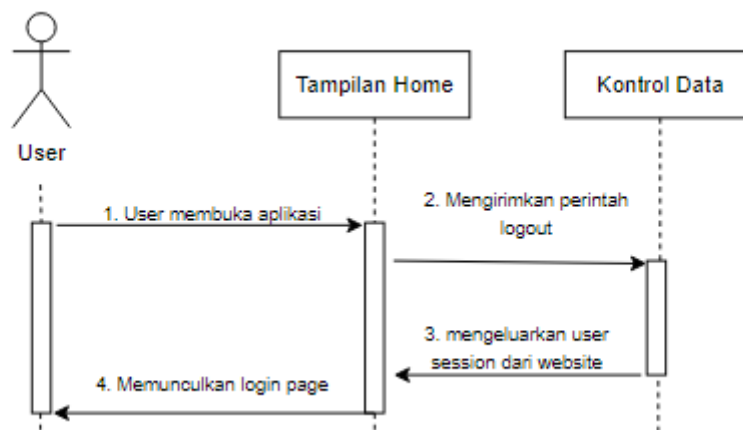 User
Tampilan Home
Kontrol Data
1. User membuka aplikasi
2. Mengirimkan perintah
logout
3. mengeluarkan user
session dari website
4. Memunculkan login page